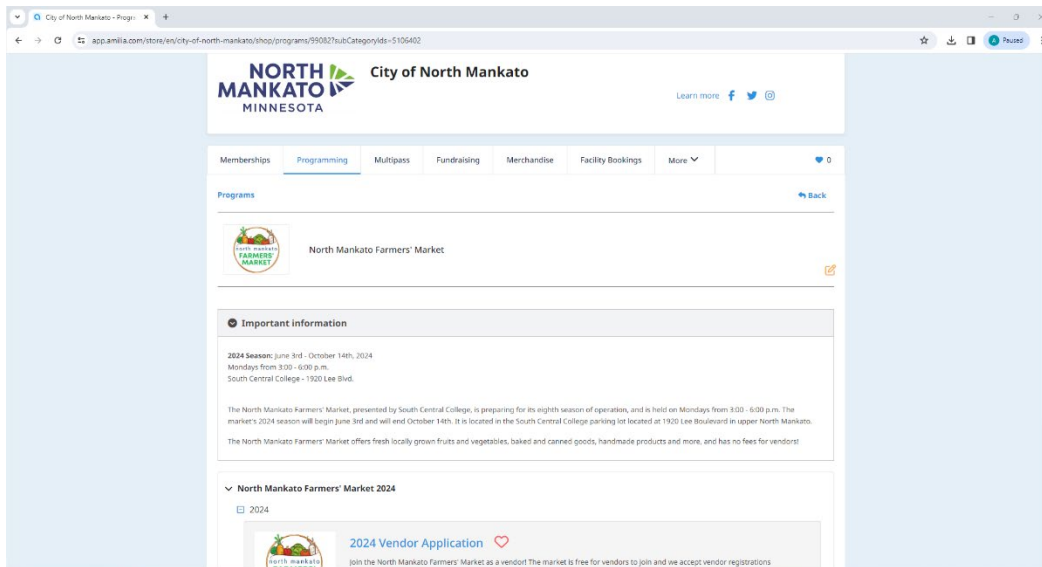 City of North Mankato - Progr
app.amilia.com/store/en/city-of-north-mankato/shop/programs/99082?subCategoryIds=5106402
Paused
NORTH
MANKATO
MINNESOTA
City of North Mankato
Learn more
Memberships Programming Multipass Fundraising Merchandise Facility Bookings More 0
Programs Back
north mankato
FARMERS'
MARKET
North Mankato Farmers' Market
Important information
2024 Season: June 3rd - October 14th, 2024
Mondays from 3:00 - 6:00 p.m.
South Central College - 1920 Lee Blvd.
The North Mankato Farmers' Market, presented by South Central College, is preparing for its eighth season of operation, and is held on Mondays from 3:00 - 6:00 p.m. The
market's 2024 season will begin June 3rd and will end October 14th. It is located in the South Central College parking lot located at 1920 Lee Boulevard in upper North Mankato.
The North Mankato Farmers' Market offers fresh locally grown fruits and vegetables, baked and canned goods, handmade products and more, and has no fees for vendors!
North Mankato Farmers' Market 2024
2024
2024 Vendor Application
north mankato
Join the North Mankato Farmers' Market as a vendor! The market is free for vendors to join and we accept vendor registrations